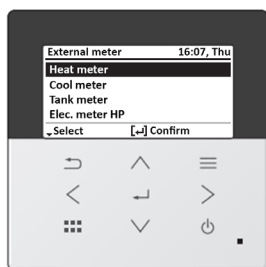 External meter 16:07, Thu
Heat meter
Cool meter
Tank meter
Elec. meter HP
Select [↵] Confirm